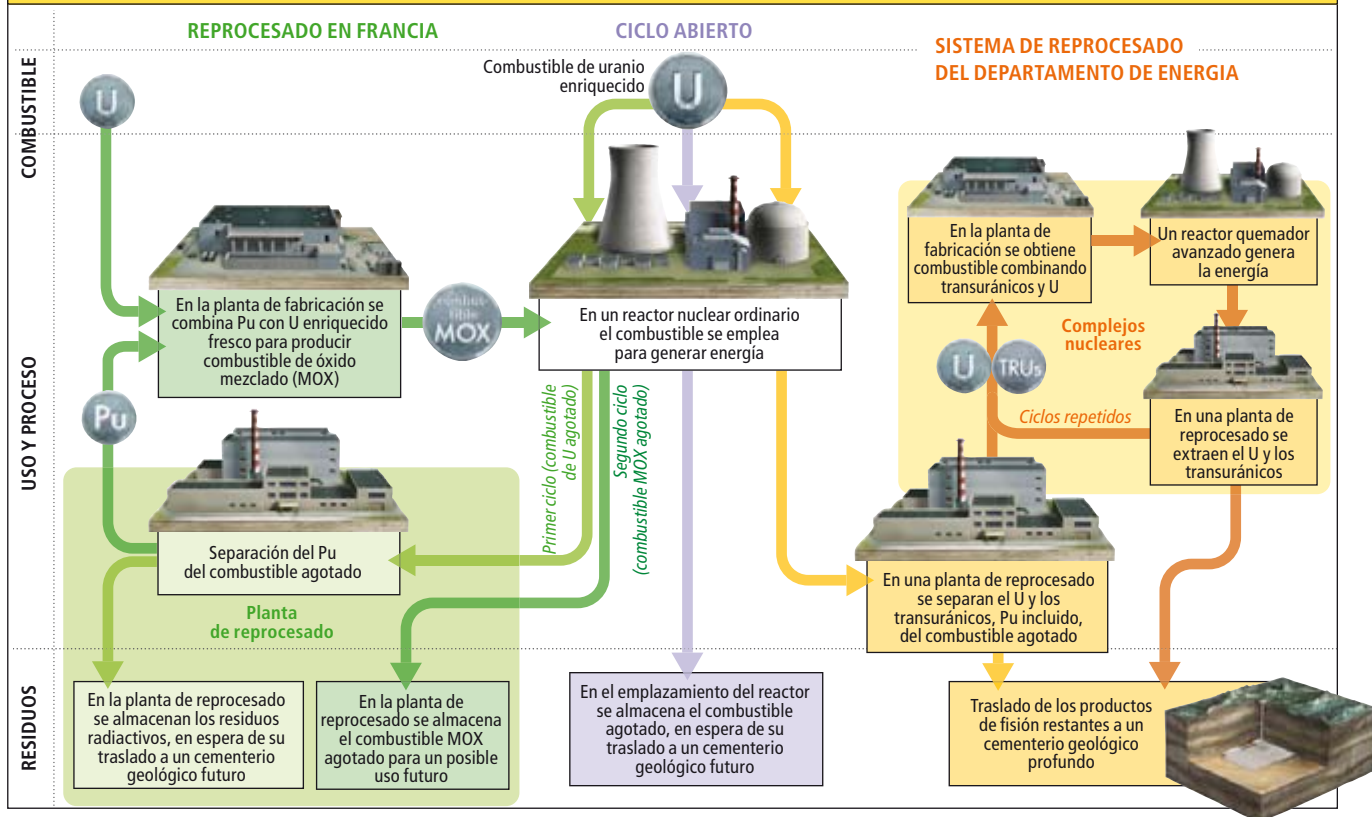 REPROCESADO EN FRANCIA
CICLO ABIERTO
SISTEMA DE REPROCESADO
DEL DEPARTAMENTO DE ENERGIA
COMBUSTIBLE
U
Combustible de uranio
enriquecido
U
USO Y PROCESO
En la planta de fabricación se
combina Pu con U enriquecido
fresco para producir
combustible de óxido
mezclado (MOX)
combus-
tible
MOX
En un reactor nuclear ordinario
el combustible se emplea
para generar energía
En la planta de
fabricación se obtiene
combustible combinando
transuránicos y U
Un reactor quemador
avanzado genera
la energía
Complejos
nucleares
U
TRUs
Ciclos repetidos
En una planta de
reprocesado se
extraen el U y los
transuránicos
Pu
Primer ciclo (combustible
de U agotado)
Segundo ciclo
(combustible MOX agotado)
Separación del Pu
del combustible agotado
Planta
de reprocesado
En una planta de reprocesado
se separan el U y los
transuránicos, Pu incluido,
del combustible agotado
RESIDUOS
En la planta de reprocesado
se almacenan los residuos
radiactivos, en espera de su
traslado a un cementerio
geológico futuro
En la planta de
reprocesado se almacena
el combustible MOX
agotado para un posible
uso futuro
En el emplazamiento del reactor
se almacena el combustible
agotado, en espera de su
traslado a un cementerio
geológico futuro
Traslado de los productos
de fisión restantes a un
cementerio geológico
profundo